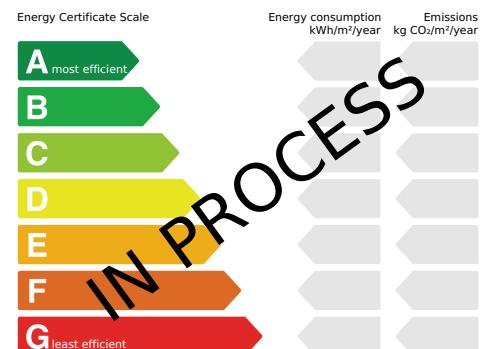 Energy Certificate Scale
Energy consumption
kWh/m²/year
Emissions
kg CO₂/m²/year
A most efficient
B
C
D
E
F
G least efficient
IN PROCESS